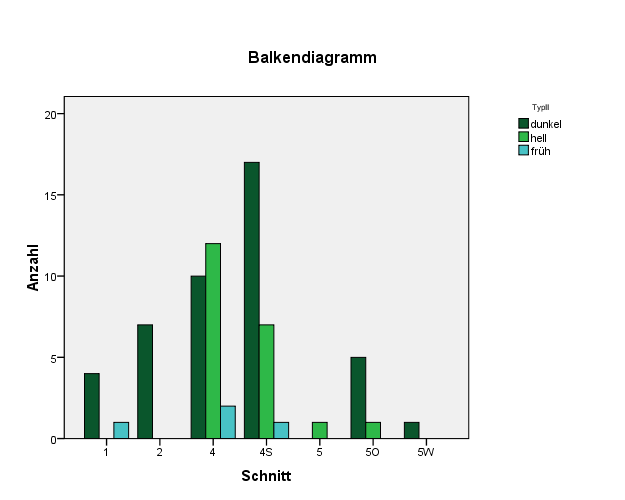 Balkendiagramm
TypII
dunkel
hell
früh
Anzahl
20
15
10
5
0
1 2 4 4S 5 5O 5W
Schnitt